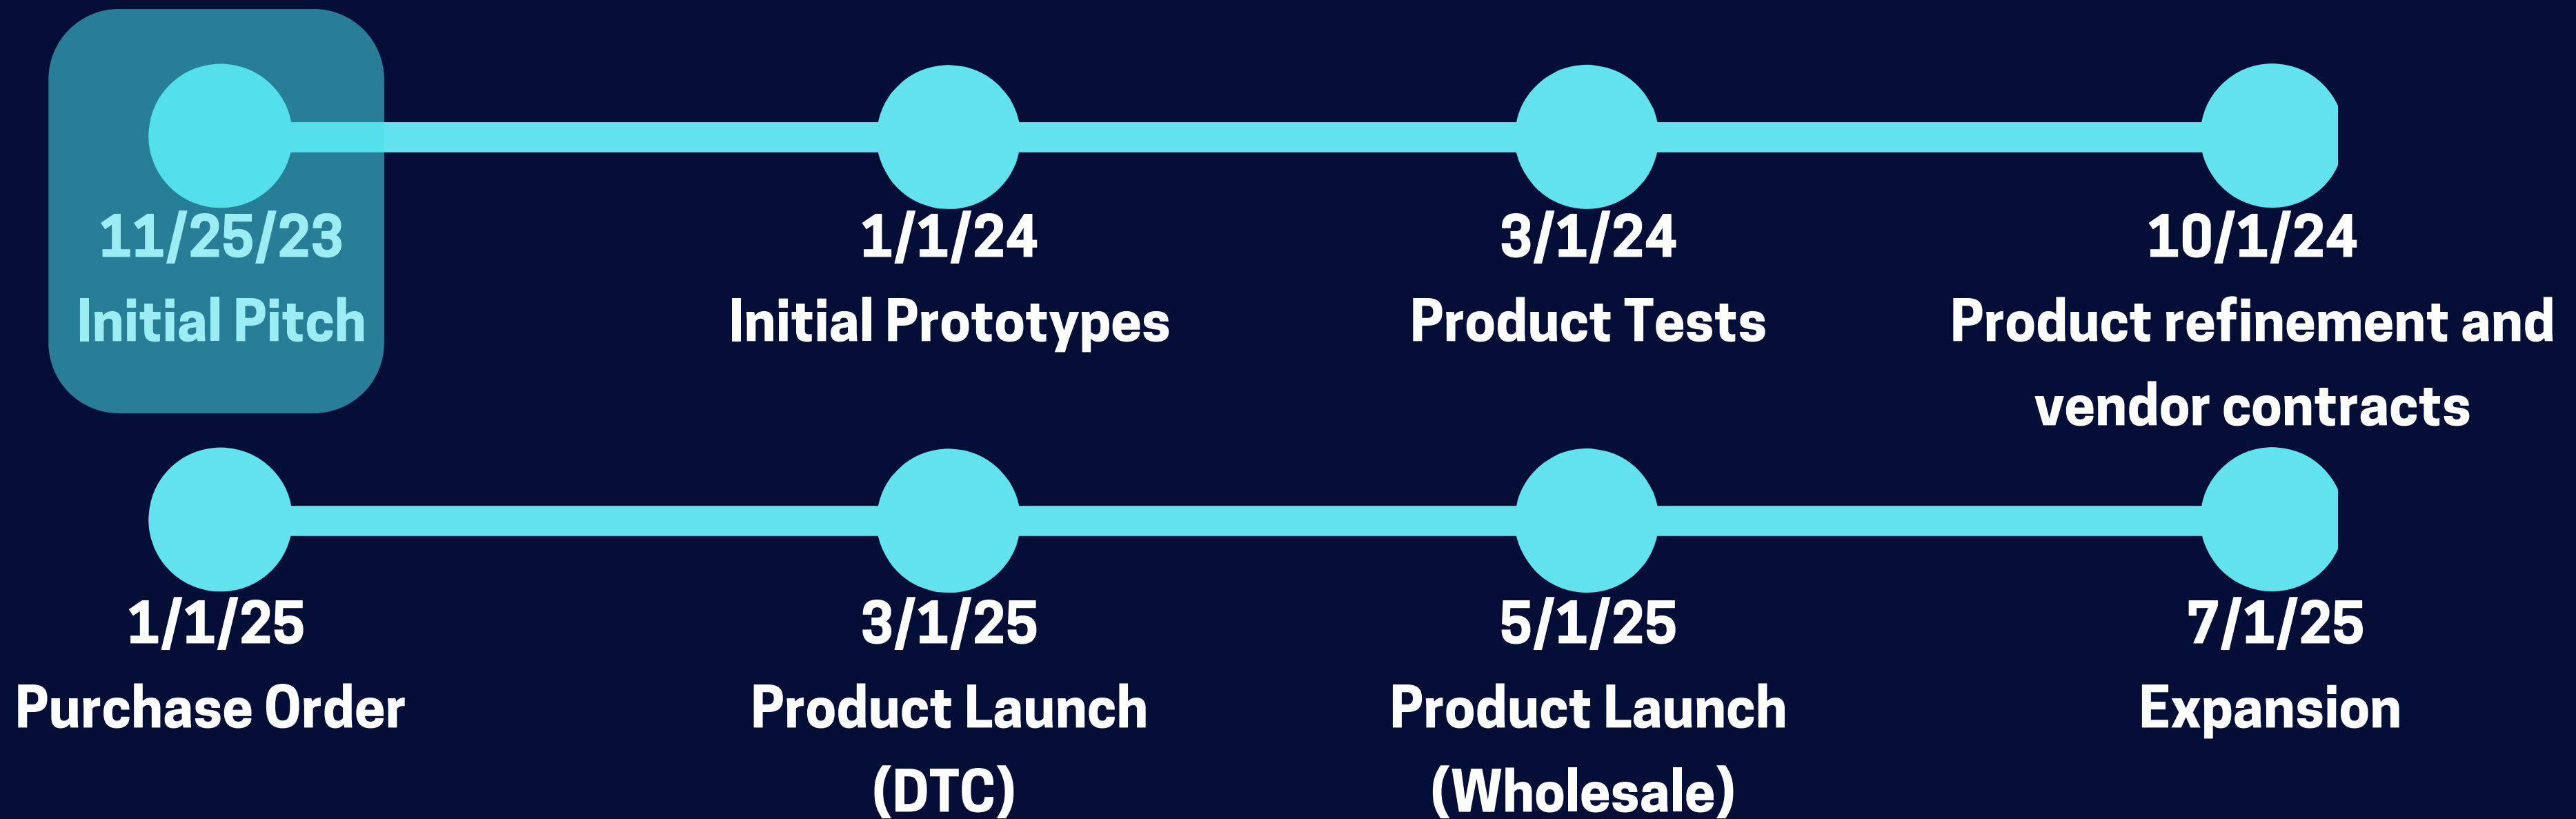 11/25/23
Initial Pitch
1/1/24
Initial Prototypes
3/1/24
Product Tests
10/1/24
Product refinement and
vendor contracts
1/1/25
Purchase Order
3/1/25
Product Launch
(DTC)
5/1/25
Product Launch
(Wholesale)
7/1/25
Expansion